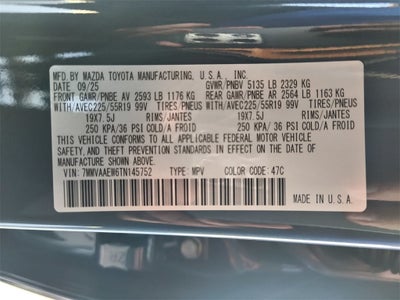 MFD. BY MAZDA TOYOTA MANUFACTURING, U.S.A., INC.
DATE 09/25 GVWR/PNBV 5135 LB 2329 KG
FRONT GAWR/PNBE AV 2593 LB 1176 KG REAR GAWR/PNBE AR 2564 LB 1163 KG
WITH/AVEC225/55R19 99V TIRES/PNEUS WITH/AVEC225/55R19 99V TIRES/PNEUS
19X7.5J RIMS/JANTES 19X7.5J RIMS/JANTES
250 KPA/36 PSI COLD/A FROID 250 KPA/36 PSI COLD/A FROID
THIS VEHICLE CONFORMS TO ALL APPLICABLE FEDERAL MOTOR VEHICLE
SAFETY, AND THEFT PREVENTION STANDARDS IN EFFECT ON THE DATE
OF MANUFACTURE SHOWN ABOVE.
VIN: 7MMVAAEW6TN145752 TYPE: MPV COLOR CODE: 47C
MADE IN U.S.A.